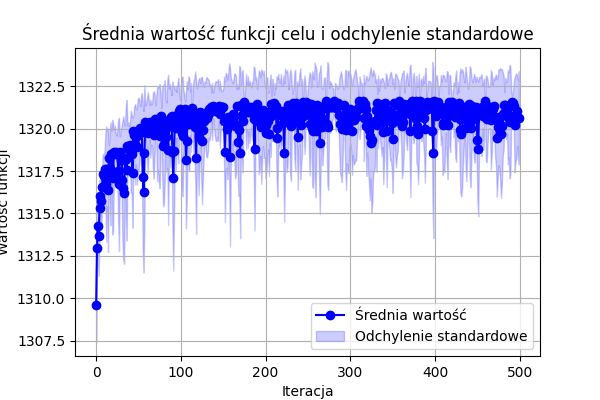 Średnia wartość funkcji celu i odchylenie standardowe
1322.5
1320.0
1317.5
1315.0
1312.5
1310.0
1307.5
Wartość funkcji
Średnia wartość
Odchylenie standardowe
0 100 200 300 400 500
Iteracja